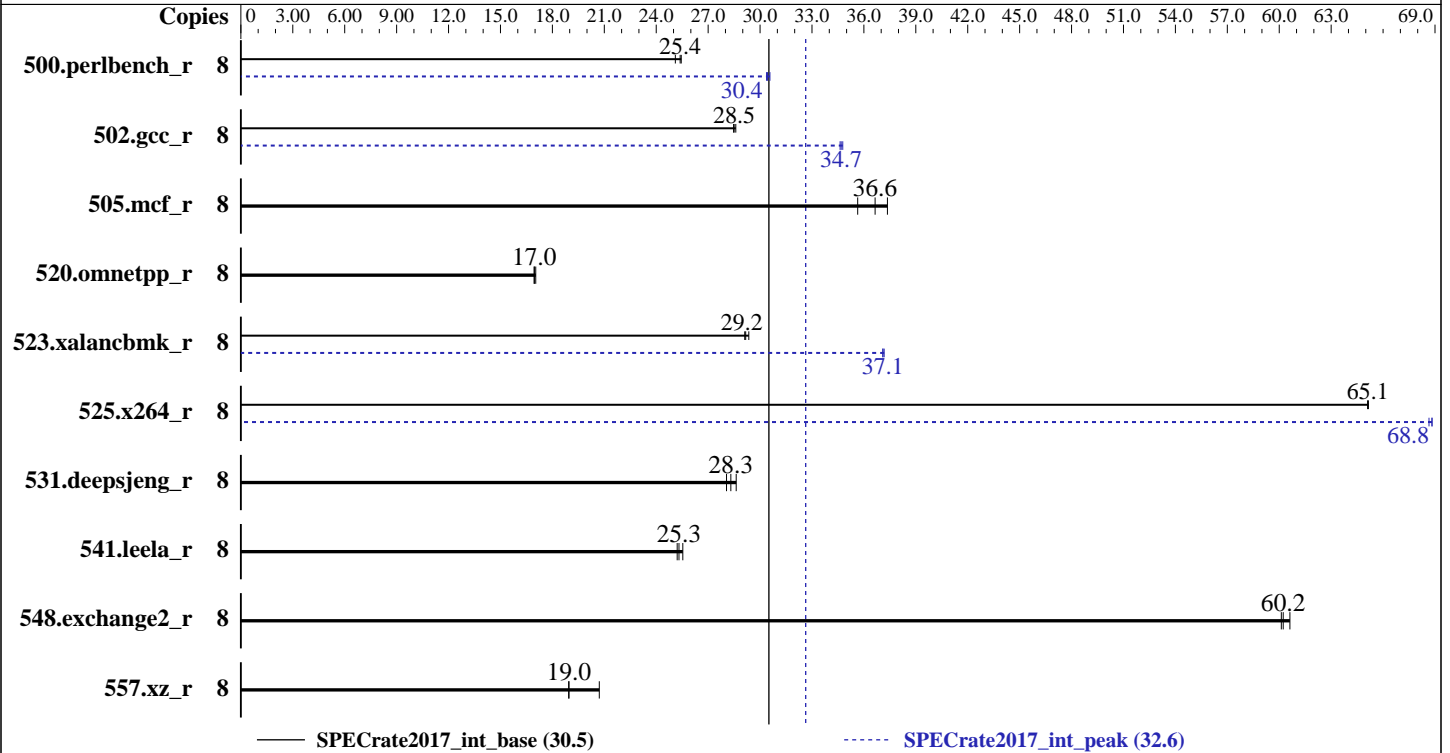 Copies 0 3.00 6.00 9.00 12.0 15.0 18.0 21.0 24.0 27.0 30.0 33.0 36.0 39.0 42.0 45.0 48.0 51.0 54.0 57.0 60.0 63.0 69.0
500.perlbench_r 8 25.4
30.4
502.gcc_r 8 28.5
34.7
505.mcf_r 8 36.6
520.omnetpp_r 8 17.0
523.xalancbmk_r 8 29.2
37.1
525.x264_r 8 65.1
68.8
531.deepsjeng_r 8 28.3
541.leela_r 8 25.3
548.exchange2_r 8 60.2
557.xz_r 8 19.0
SPECrate2017_int_base (30.5) SPECrate2017_int_peak (32.6)